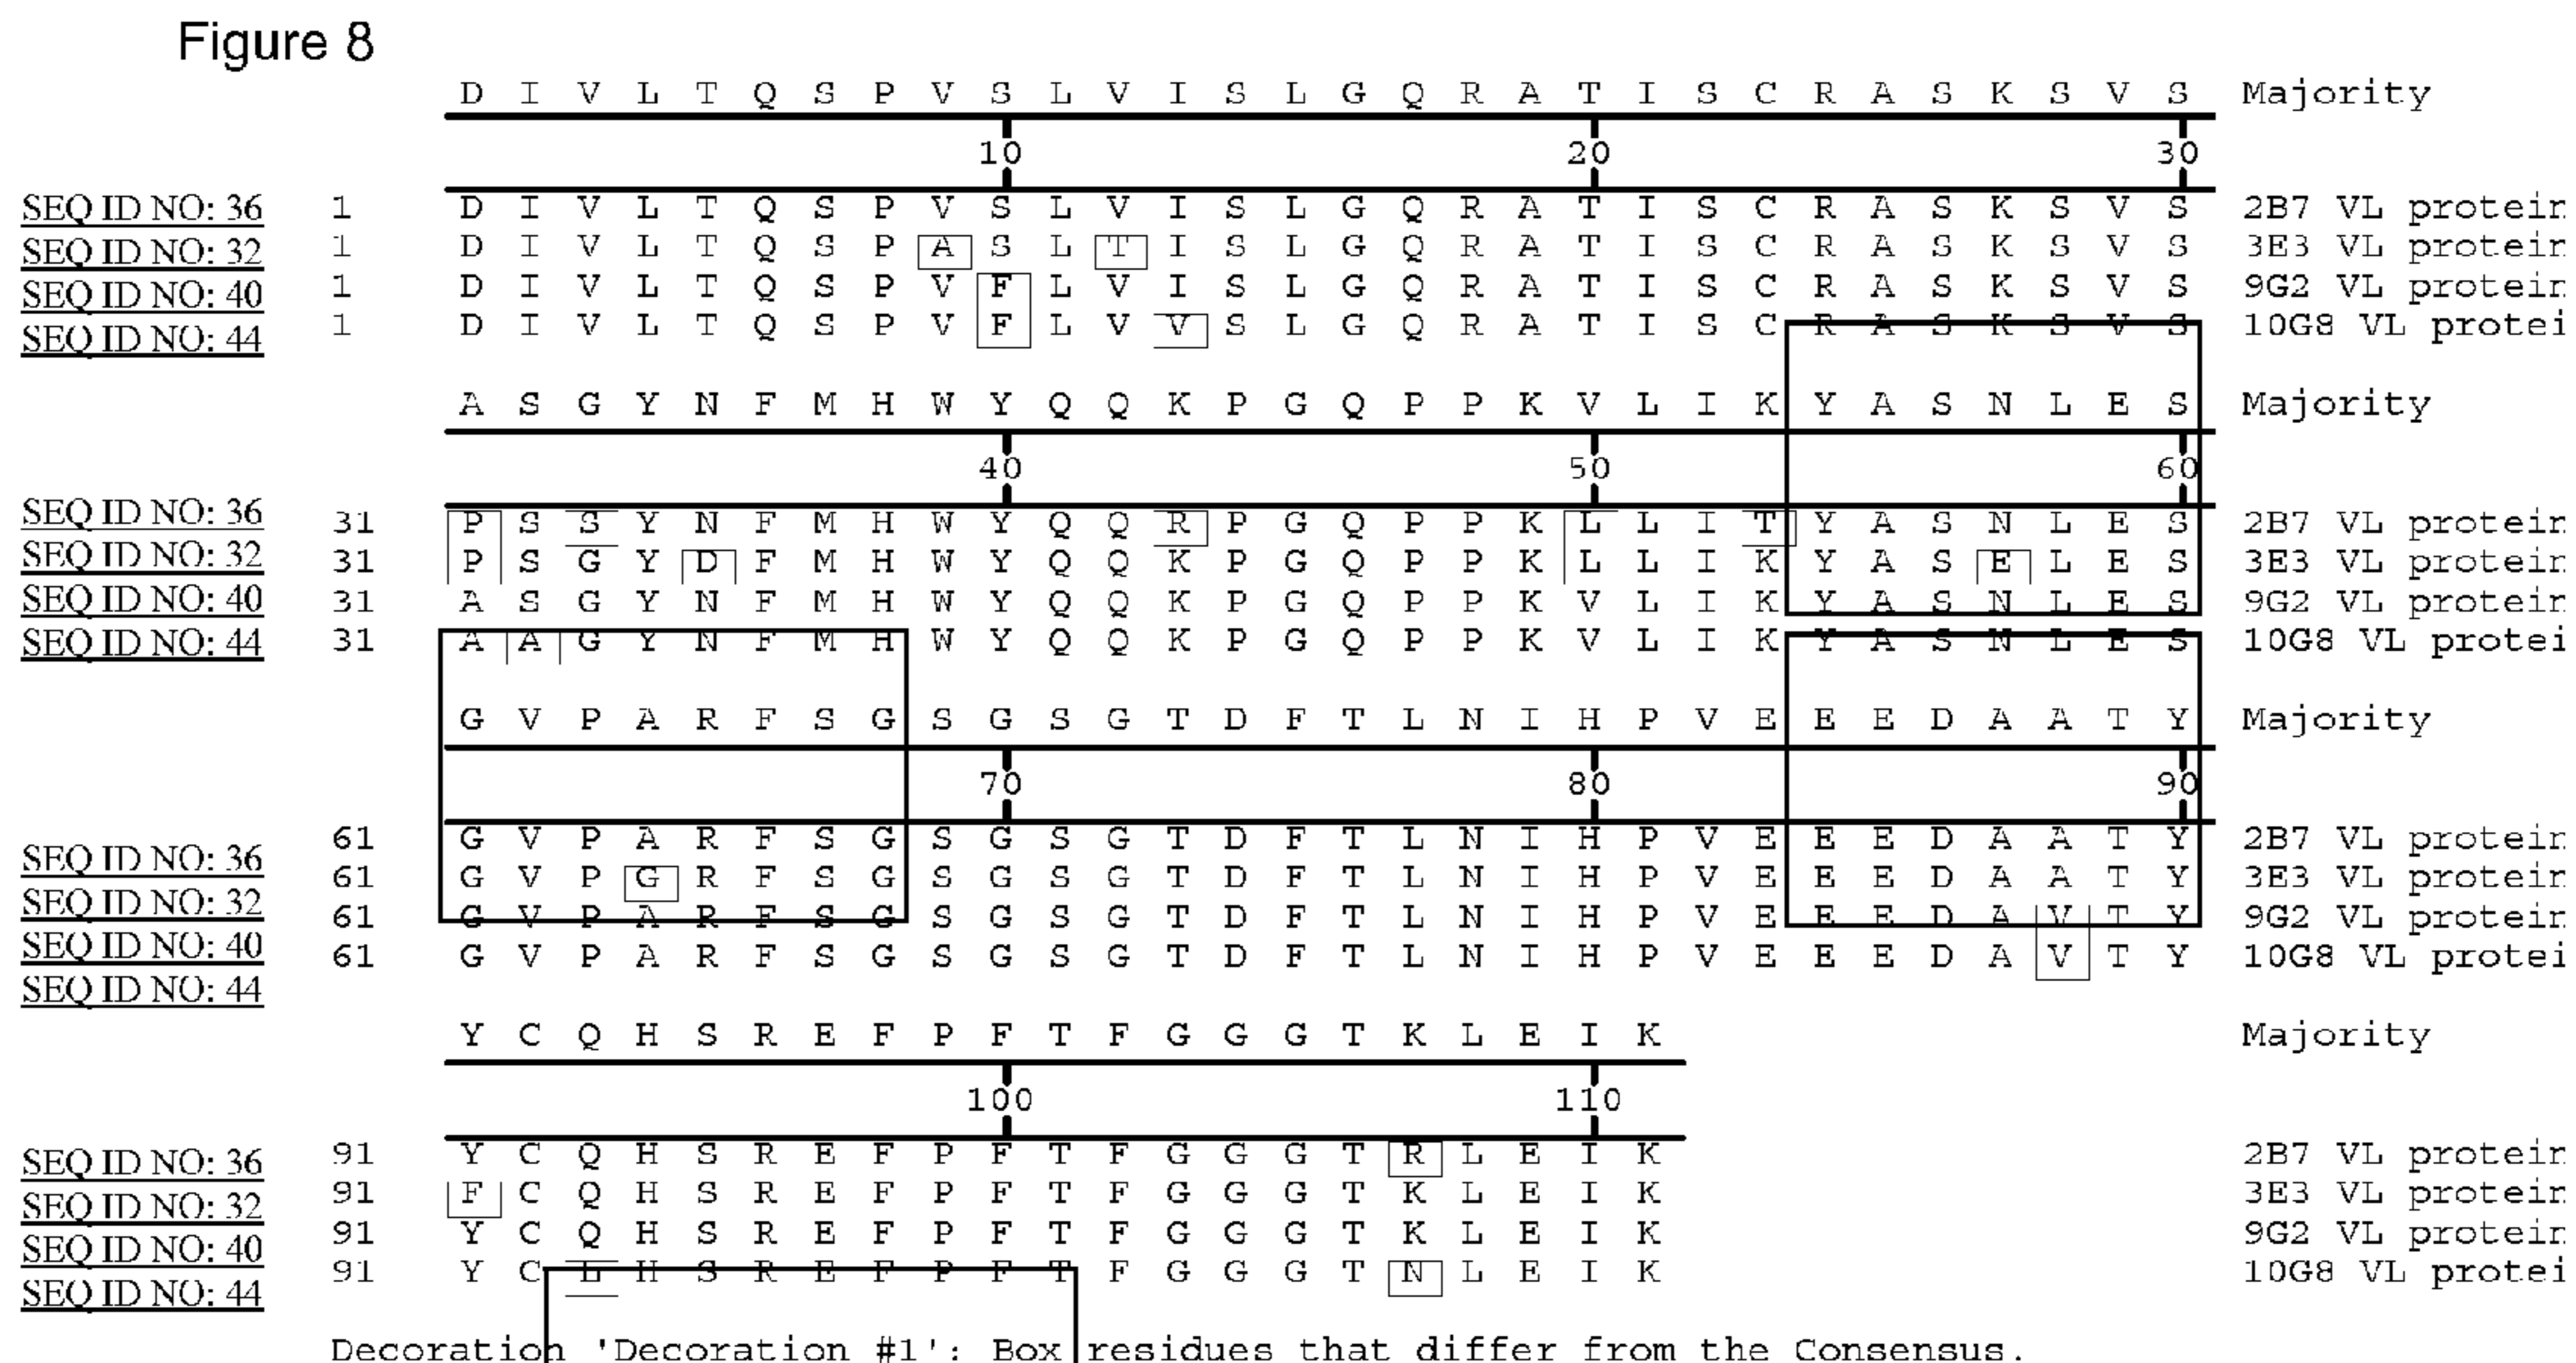 Figure 8
D I V L T Q S P V S L V I S L G Q R A T I S C R A S K S V S Majority
10 20 30
SEQ ID NO: 36 1 D I V L T Q S P V S L V I S L G Q R A T I S C R A S K S V S 2B7 VL protein
SEQ ID NO: 32 1 D I V L T Q S P A S L T I S L G Q R A T I S C R A S K S V S 3E3 VL protein
SEQ ID NO: 40 1 D I V L T Q S P V F L V I S L G Q R A T I S C R A S K S V S 9G2 VL protein
SEQ ID NO: 44 1 D I V L T Q S P V F L V V S L G Q R A T I S C R A S K S V S 10G8 VL protei
A S G Y N F M H W Y Q Q K P G Q P P K V L I K Y A S N L E S Majority
40 50 60
SEQ ID NO: 36 31 P S S Y N F M H W Y Q Q R P G Q P P K L L I T Y A S N L E S 2B7 VL protein
SEQ ID NO: 32 31 P S G Y D F M H W Y Q Q K P G Q P P K L L I K Y A S E L E S 3E3 VL protein
SEQ ID NO: 40 31 A S G Y N F M H W Y Q Q K P G Q P P K V L I K Y A S N L E S 9G2 VL protein
SEQ ID NO: 44 31 A A G Y N F M H W Y Q Q K P G Q P P K V L I K Y A S N L E S 10G8 VL protei
G V P A R F S G S G S G T D F T L N I H P V E E E D A A T Y Majority
70 80 90
SEQ ID NO: 36 61 G V P A R F S G S G S G T D F T L N I H P V E E E D A A T Y 2B7 VL protein
SEQ ID NO: 32 61 G V P G R F S G S G S G T D F T L N I H P V E E E D A A T Y 3E3 VL protein
SEQ ID NO: 40 61 G V P A R F S G S G S G T D F T L N I H P V E E E D A V T Y 9G2 VL protein
SEQ ID NO: 44 61 G V P A R F S G S G S G T D F T L N I H P V E E E D A V T Y 10G8 VL protei
Y C Q H S R E F P F T F G G G T K L E I K Majority
100 110
SEQ ID NO: 36 91 Y C Q H S R E F P F T F G G G T R L E I K 2B7 VL protein
SEQ ID NO: 32 91 F C Q H S R E F P F T F G G G T K L E I K 3E3 VL protein
SEQ ID NO: 40 91 Y C Q H S R E F P F T F G G G T K L E I K 9G2 VL protein
SEQ ID NO: 44 91 Y C H S R E F P F T F G G G T N L E I K 10G8 VL protei
Decoration 'Decoration #1': Box residues that differ from the Consensus.